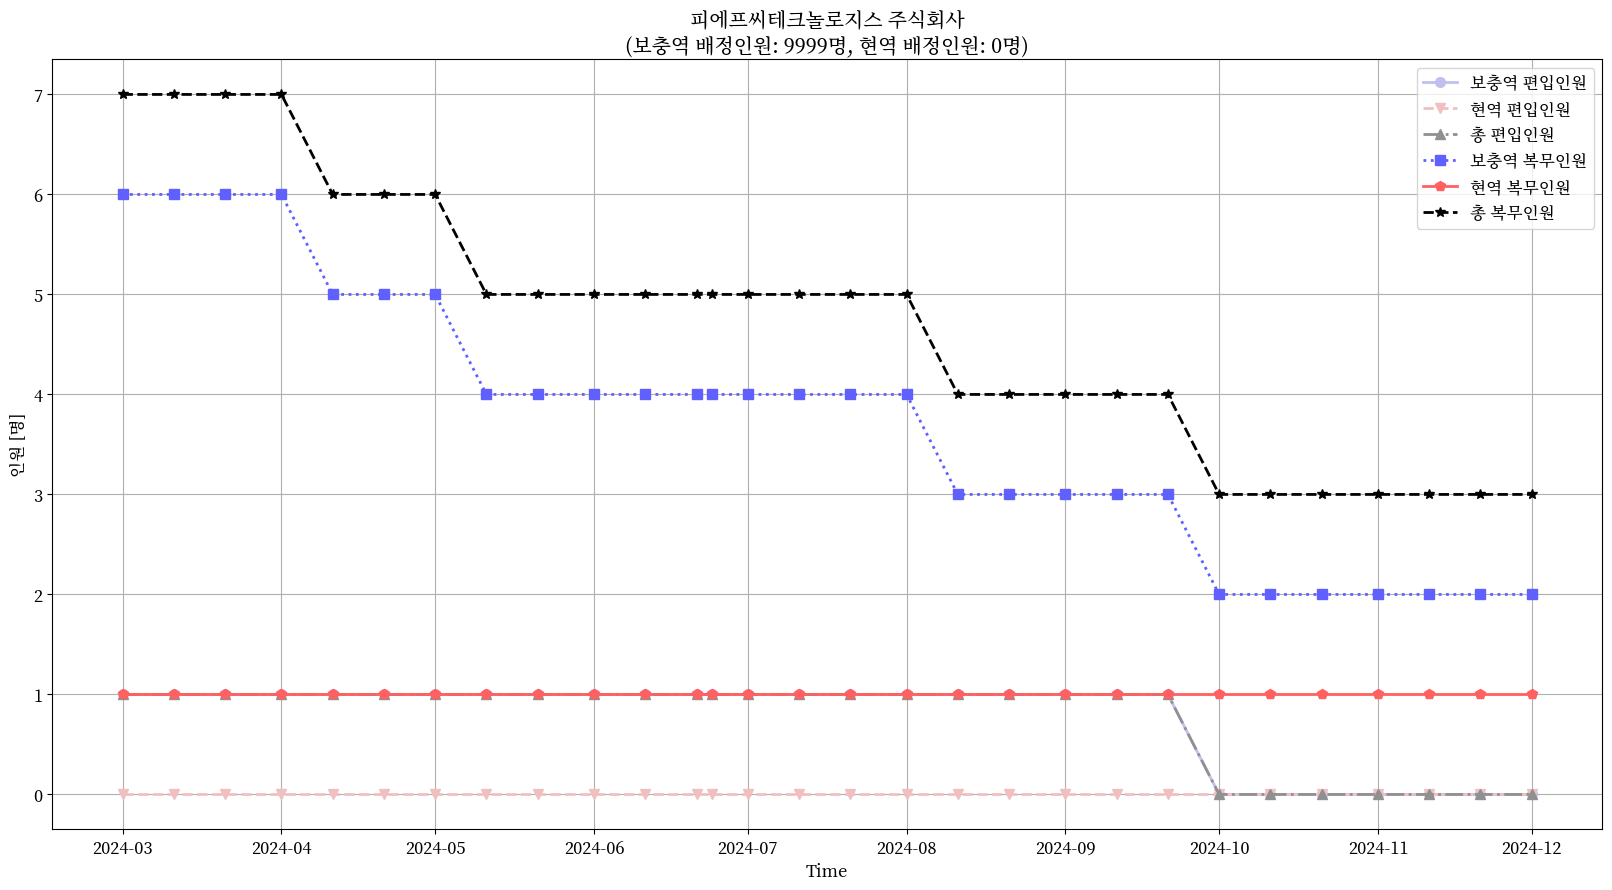 피에프씨테크놀로지스 주식회사
(보충역 배정인원: 9999명, 현역 배정인원: 0명)
보충역 편입인원
현역 편입인원
총 편입인원
보충역 복무인원
현역 복무인원
총 복무인원
인원 [명]
7
6
5
4
3
2
1
0
2024-03 2024-04 2024-05 2024-06 2024-07 2024-08 2024-09 2024-10 2024-11 2024-12
Time